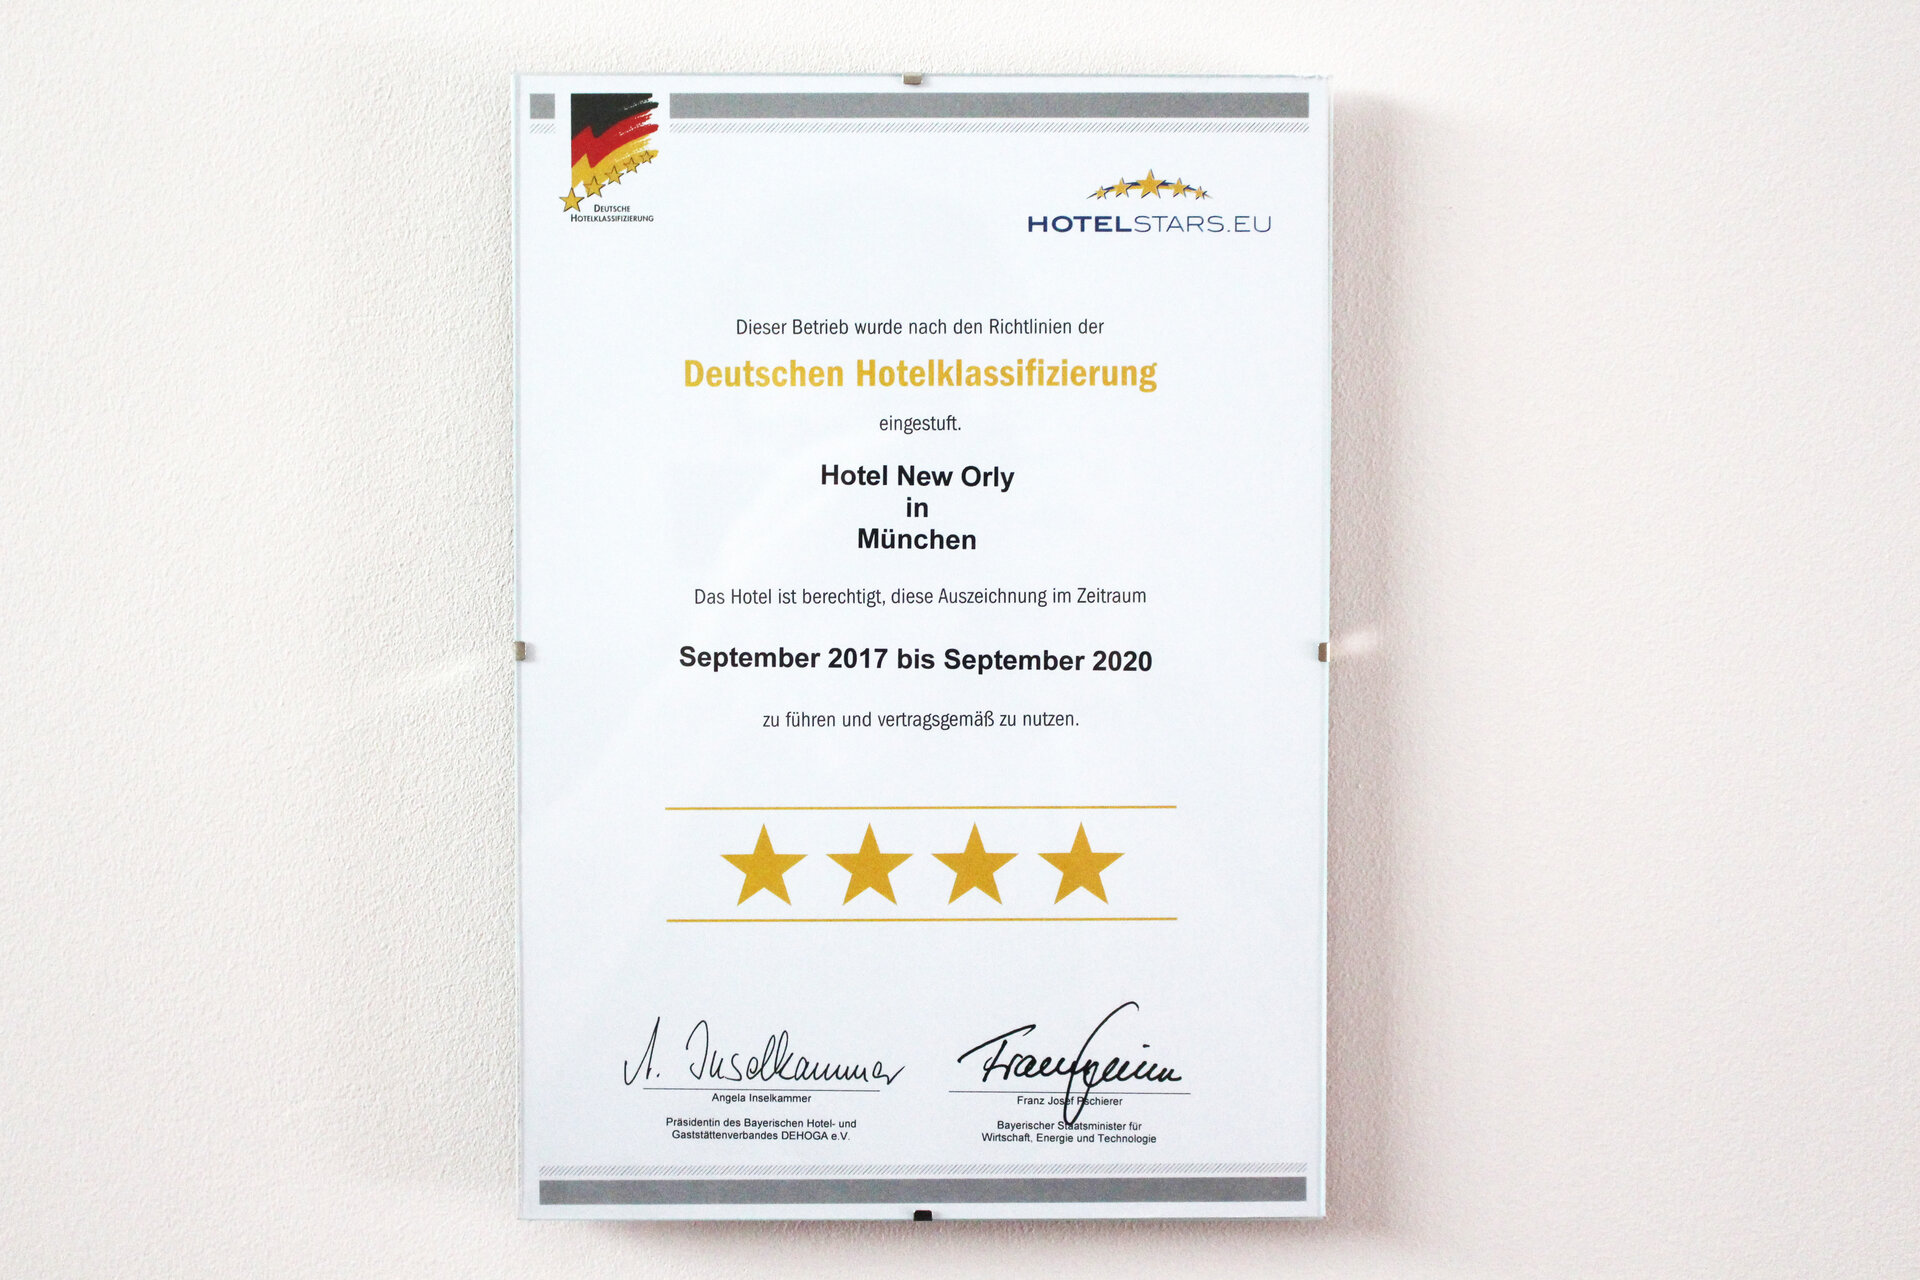 DEUTSCHE
HOTELKLASSIFIZIERUNG
HOTELSTARS.EU
Dieser Betrieb wurde nach den Richtlinien der
Deutschen Hotelklassifizierung
eingestuft.
Hotel New Orly
in
München
Das Hotel ist berechtigt, diese Auszeichnung im Zeitraum
September 2017 bis September 2020
zu führen und vertragsgemäß zu nutzen.
A. Inselkammer
Angela Inselkammer
Präsidentin des Bayerischen Hotel- und
Gaststättenverbandes DEHOGA e.V.
Franz Josef Pschierer
Bayerischer Staatsminister für
Wirtschaft, Energie und Technologie